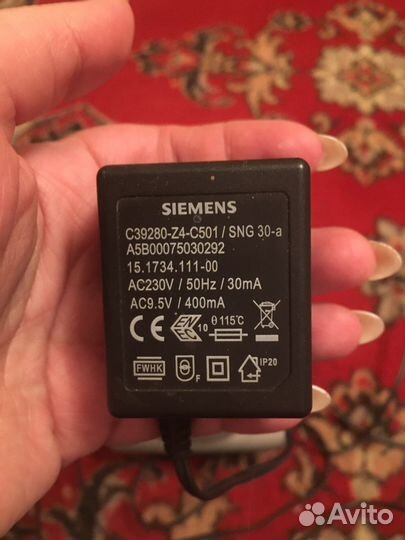 SIEMENS
C39280-Z4-C501 / SNG 30-a
A5B00075030292
15.1734.111-00
AC230V / 50Hz / 30mA
AC9.5V / 400mA
CE 10 θ115℃
FWHK F IP20
Avito